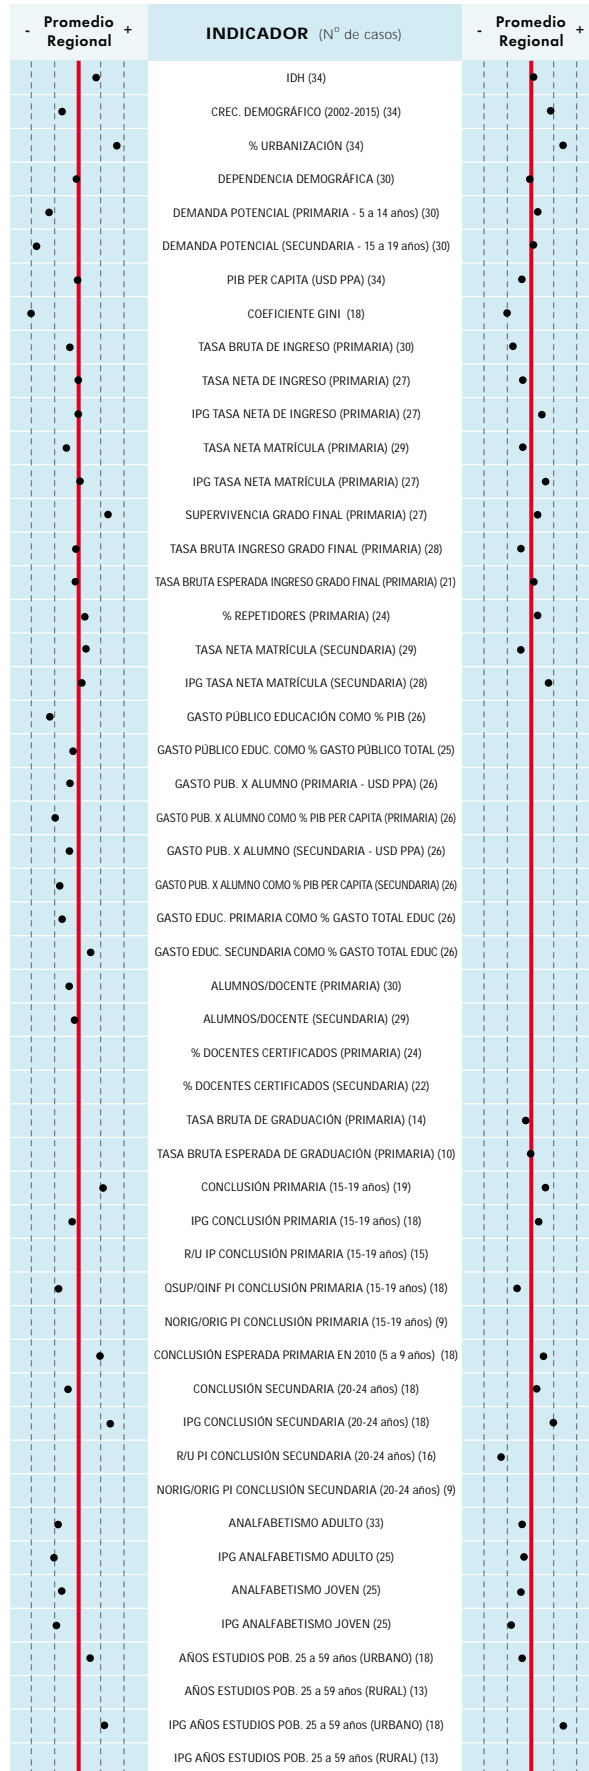 - Promedio Regional +
INDICADOR (Nº de casos)
- Promedio Regional +
IDH (34)
CREC. DEMOGRÁFICO (2002-2015) (34)
% URBANIZACIÓN (34)
DEPENDENCIA DEMOGRÁFICA (30)
DEMANDA POTENCIAL (PRIMARIA - 5 a 14 años) (30)
DEMANDA POTENCIAL (SECUNDARIA - 15 a 19 años) (30)
PIB PER CAPITA (USD PPA) (34)
COEFICIENTE GINI (18)
TASA BRUTA DE INGRESO (PRIMARIA) (30)
TASA NETA DE INGRESO (PRIMARIA) (27)
IPG TASA NETA DE INGRESO (PRIMARIA) (27)
TASA NETA MATRÍCULA (PRIMARIA) (29)
IPG TASA NETA MATRÍCULA (PRIMARIA) (27)
SUPERVIVENCIA GRADO FINAL (PRIMARIA) (27)
TASA BRUTA INGRESO GRADO FINAL (PRIMARIA) (28)
TASA BRUTA ESPERADA INGRESO GRADO FINAL (PRIMARIA) (21)
% REPETIDORES (PRIMARIA) (24)
TASA NETA MATRÍCULA (SECUNDARIA) (29)
IPG TASA NETA MATRÍCULA (SECUNDARIA) (28)
GASTO PÚBLICO EDUCACIÓN COMO % PIB (26)
GASTO PÚBLICO EDUC. COMO % GASTO PÚBLICO TOTAL (25)
GASTO PUB. X ALUMNO (PRIMARIA - USD PPA) (26)
GASTO PUB. X ALUMNO COMO % PIB PER CAPITA (PRIMARIA) (26)
GASTO PUB. X ALUMNO (SECUNDARIA - USD PPA) (26)
GASTO PUB. X ALUMNO COMO % PIB PER CAPITA (SECUNDARIA) (26)
GASTO EDUC. PRIMARIA COMO % GASTO TOTAL EDUC (26)
GASTO EDUC. SECUNDARIA COMO % GASTO TOTAL EDUC (26)
ALUMNOS/DOCENTE (PRIMARIA) (30)
ALUMNOS/DOCENTE (SECUNDARIA) (29)
% DOCENTES CERTIFICADOS (PRIMARIA) (24)
% DOCENTES CERTIFICADOS (SECUNDARIA) (22)
TASA BRUTA DE GRADUACIÓN (PRIMARIA) (14)
TASA BRUTA ESPERADA DE GRADUACIÓN (PRIMARIA) (10)
CONCLUSIÓN PRIMARIA (15-19 años) (19)
IPG CONCLUSIÓN PRIMARIA (15-19 años) (18)
R/U IP CONCLUSIÓN PRIMARIA (15-19 años) (15)
QSUP/QINF PI CONCLUSIÓN PRIMARIA (15-19 años) (18)
NORIG/ORIG PI CONCLUSIÓN PRIMARIA (15-19 años) (9)
CONCLUSIÓN ESPERADA PRIMARIA EN 2010 (5 a 9 años) (18)
CONCLUSIÓN SECUNDARIA (20-24 años) (18)
IPG CONCLUSIÓN SECUNDARIA (20-24 años) (18)
R/U PI CONCLUSIÓN SECUNDARIA (20-24 años) (16)
NORIG/ORIG PI CONCLUSIÓN SECUNDARIA (20-24 años) (9)
ANALFABETISMO ADULTO (33)
IPG ANALFABETISMO ADULTO (25)
ANALFABETISMO JOVEN (25)
IPG ANALFABETISMO JOVEN (25)
AÑOS ESTUDIOS POB. 25 a 59 años (URBANO) (18)
AÑOS ESTUDIOS POB. 25 a 59 años (RURAL) (13)
IPG AÑOS ESTUDIOS POB. 25 a 59 años (URBANO) (18)
IPG AÑOS ESTUDIOS POB. 25 a 59 años (RURAL) (13)